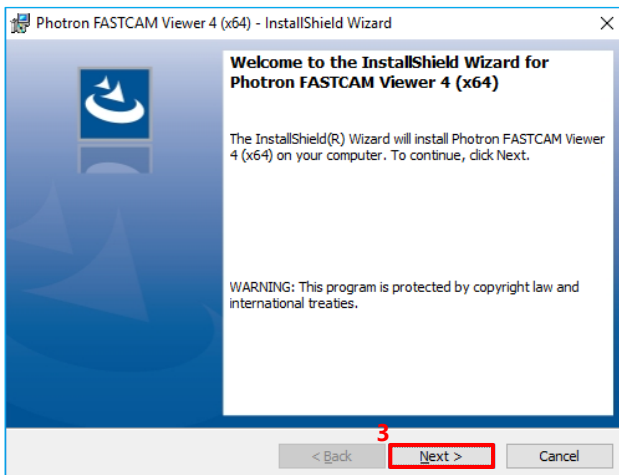 Photron FASTCAM Viewer 4 (x64) - InstallShield Wizard
Welcome to the InstallShield Wizard for
Photron FASTCAM Viewer 4 (x64)
The InstallShield(R) Wizard will install Photron FASTCAM Viewer
4 (x64) on your computer. To continue, click Next.
WARNING: This program is protected by copyright law and
international treaties.
3
< Back Next > Cancel